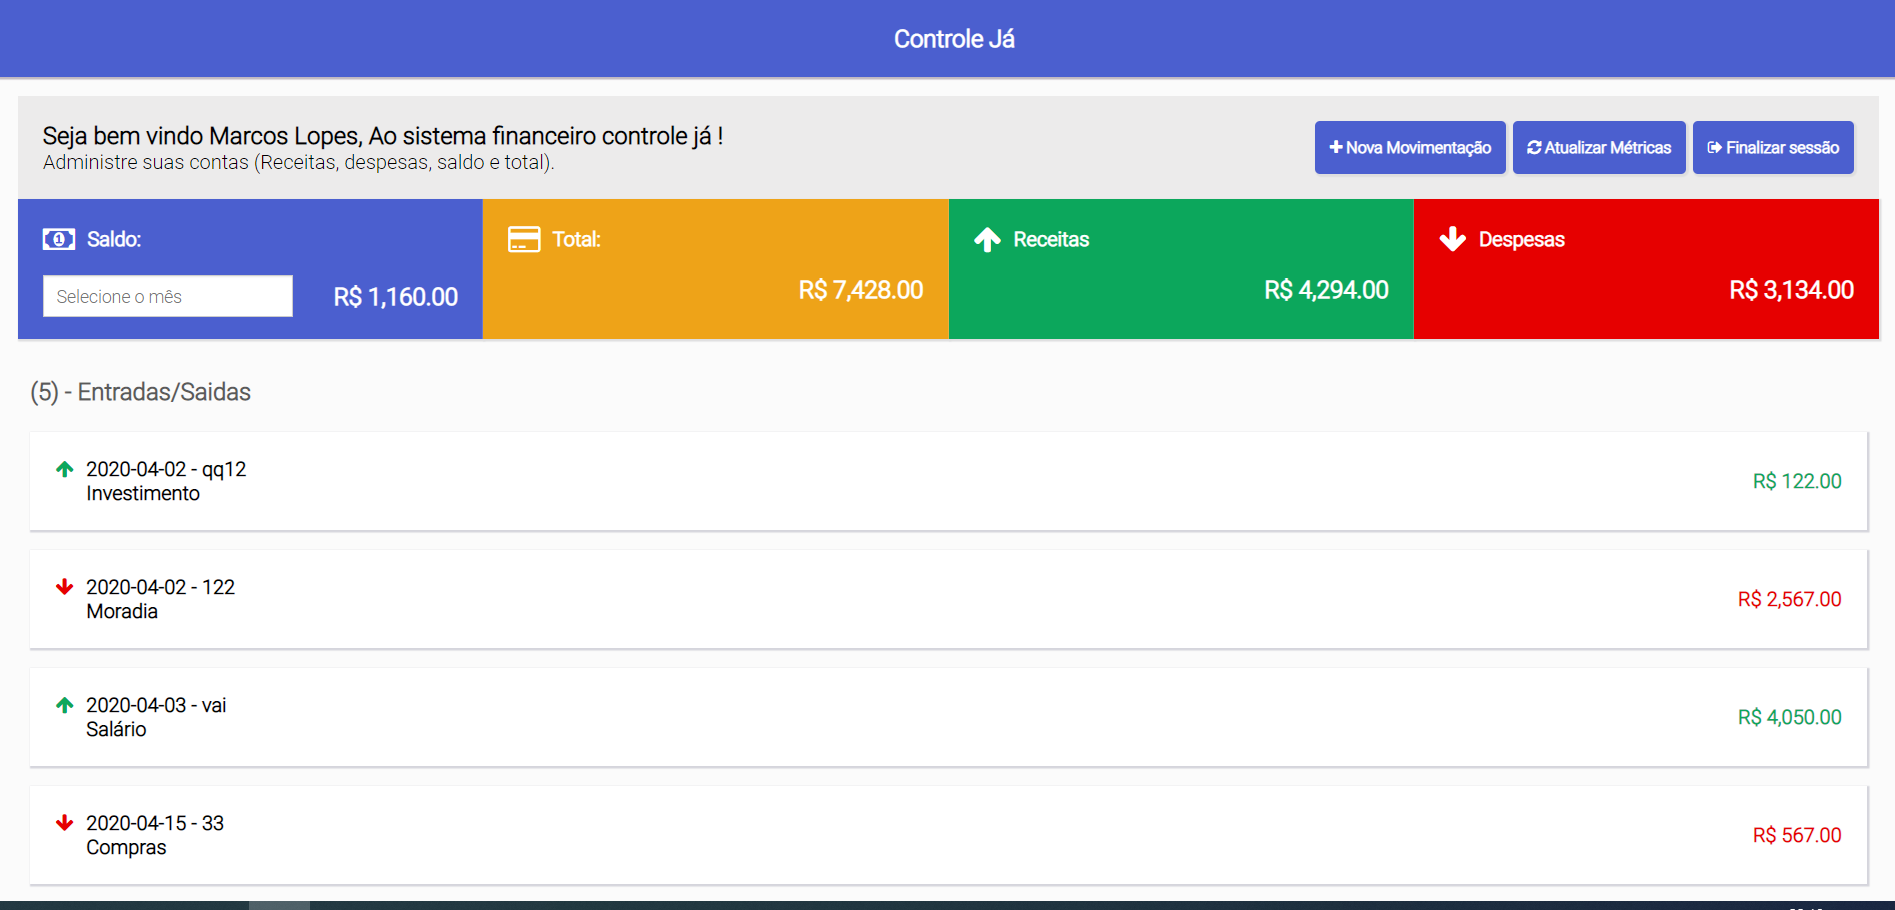 Controle Já
Seja bem vindo Marcos Lopes, Ao sistema financeiro controle já !
Administre suas contas (Receitas, despesas, saldo e total).
Nova Movimentação
Atualizar Métricas
Finalizar sessão
Saldo:
Selecione o mês
R$ 1,160.00
Total:
R$ 7,428.00
Receitas
R$ 4,294.00
Despesas
R$ 3,134.00
(5) - Entradas/Saidas
2020-04-02 - qq12
Investimento
R$ 122.00
2020-04-02 - 122
Moradia
R$ 2,567.00
2020-04-03 - vai
Salário
R$ 4,050.00
2020-04-15 - 33
Compras
R$ 567.00